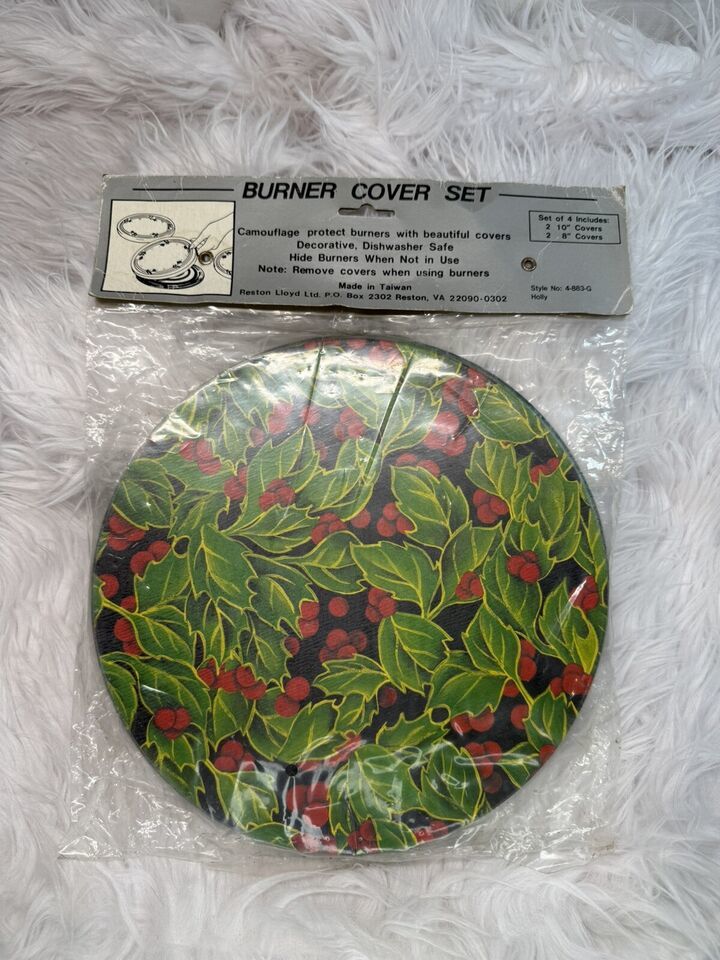 BURNER COVER SET
Camouflage protect burners with beautiful covers
Decorative, Dishwasher Safe
Hide Burners When Not in Use
Note: Remove covers when using burners
Made in Taiwan
Reston Lloyd Ltd. P.O. Box 2302 Reston, VA 22090-0302
Set of 4 Includes:
2 10" Covers
2 8" Covers
Style No: 4-883-G
Holly